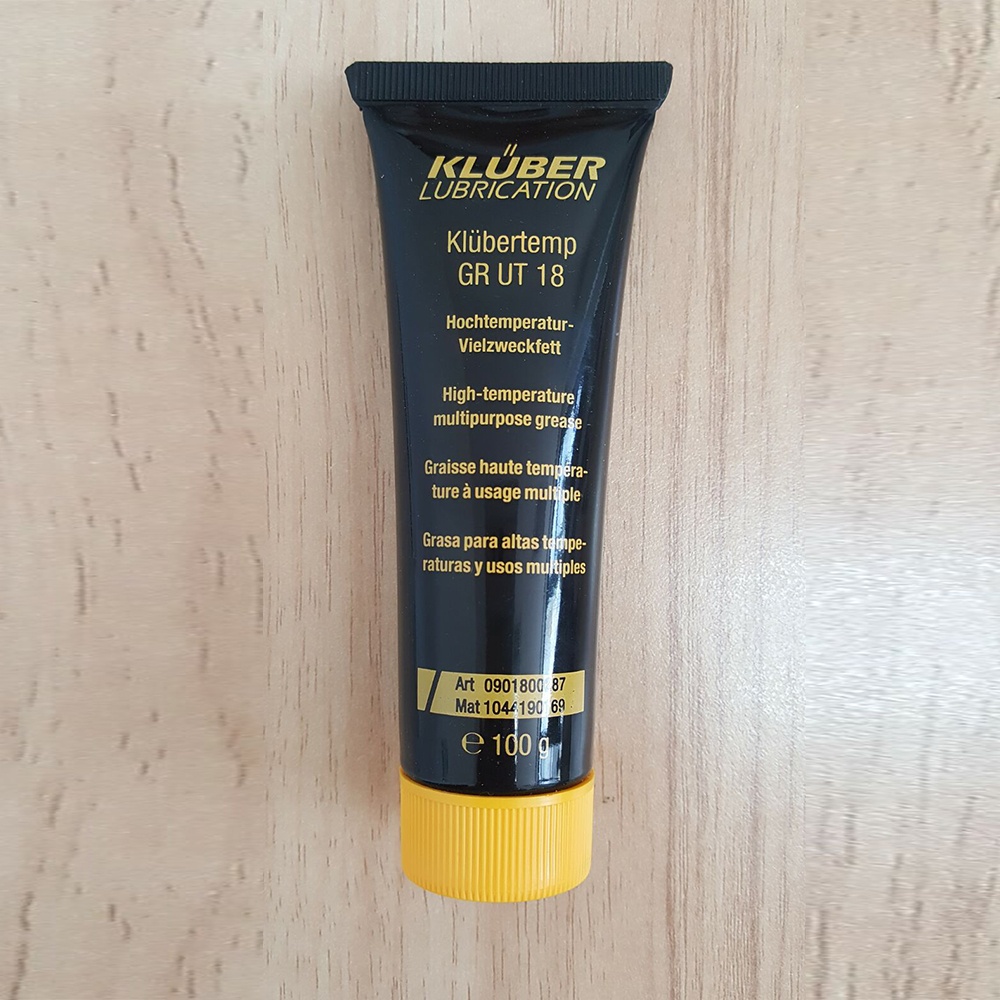 KLÜBER
LUBRICATION
Klübertemp
GR UT 18
Hochtemperatur-
Vielzweckfett
High-temperature
multipurpose grease
Graisse haute tempéra-
ture à usage multiple
Grasa para altas tempe-
raturas y usos multiples
Art
Mat
℮ 100 g